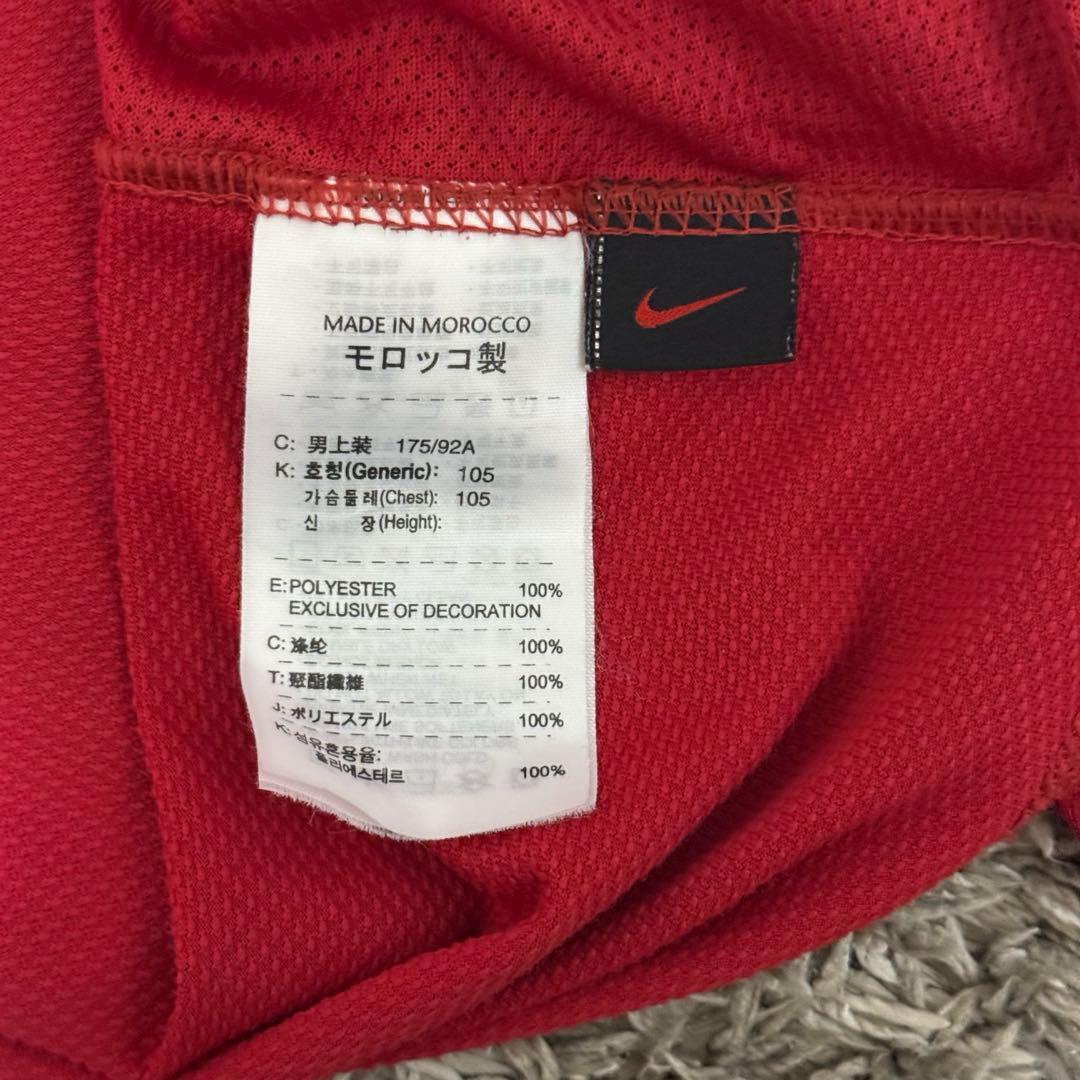 MADE IN MOROCCO
モロッコ製
C: 男上装 175/92A
K: 호칭(Generic): 105
가슴둘레(Chest): 105
신 장(Height):
E:POLYESTER 100%
EXCLUSIVE OF DECORATION
C: 涤纶 100%
T: 聚酯纖維 100%
J: ポリエステル 100%
K: 섬유혼용율:
폴리에스테르 100%